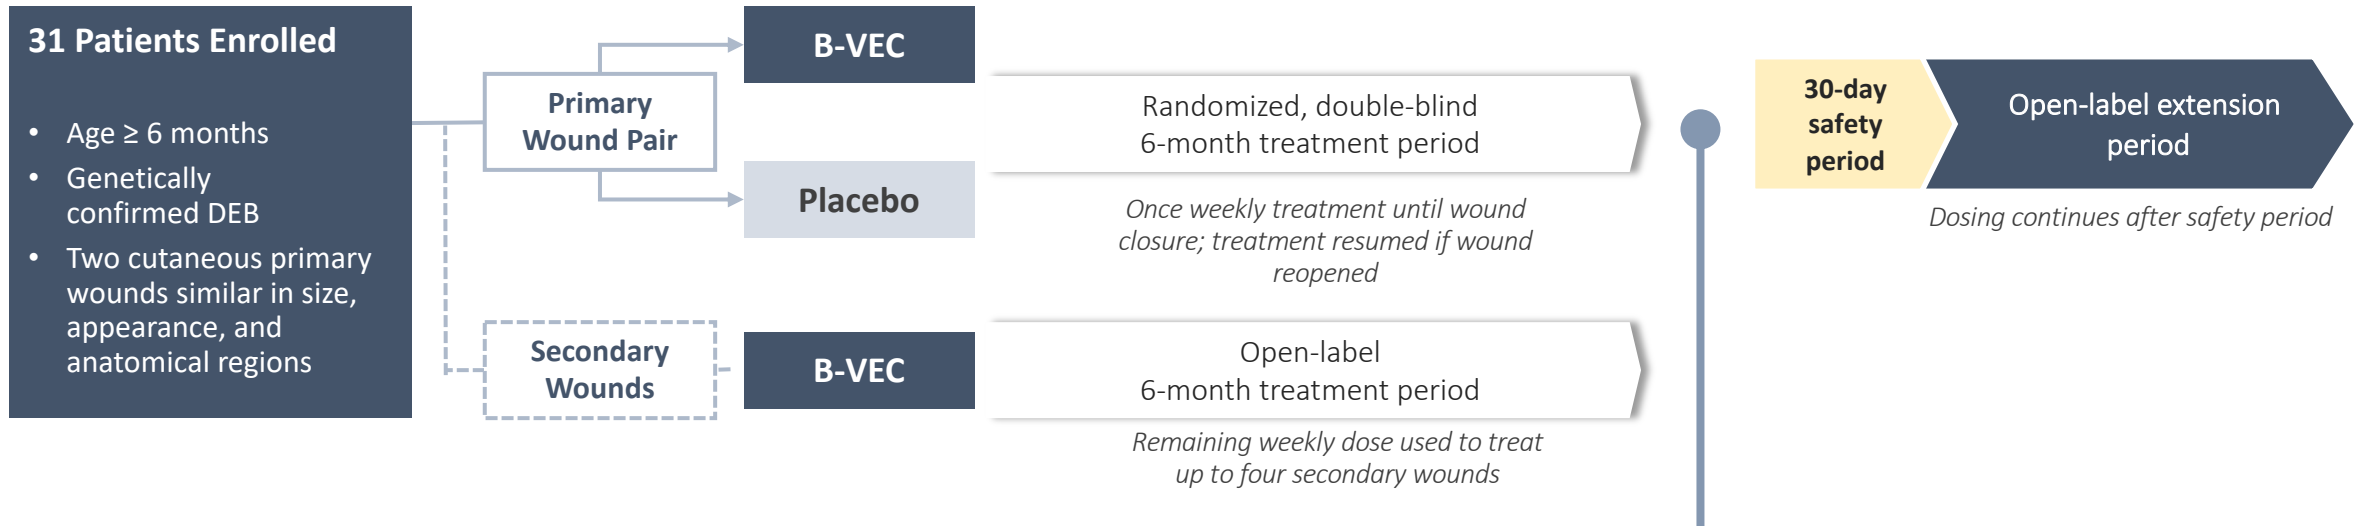 31 Patients Enrolled
• Age ≥ 6 months
• Genetically
confirmed DEB
• Two cutaneous primary
wounds similar in size,
appearance, and
anatomical regions
Primary
Wound Pair
B-VEC
Placebo
Randomized, double-blind
6-month treatment period
Once weekly treatment until wound
closure; treatment resumed if wound
reopened
Secondary
Wounds
B-VEC
Open-label
6-month treatment period
Remaining weekly dose used to treat
up to four secondary wounds
30-day
safety
period
Open-label extension
period
Dosing continues after safety period